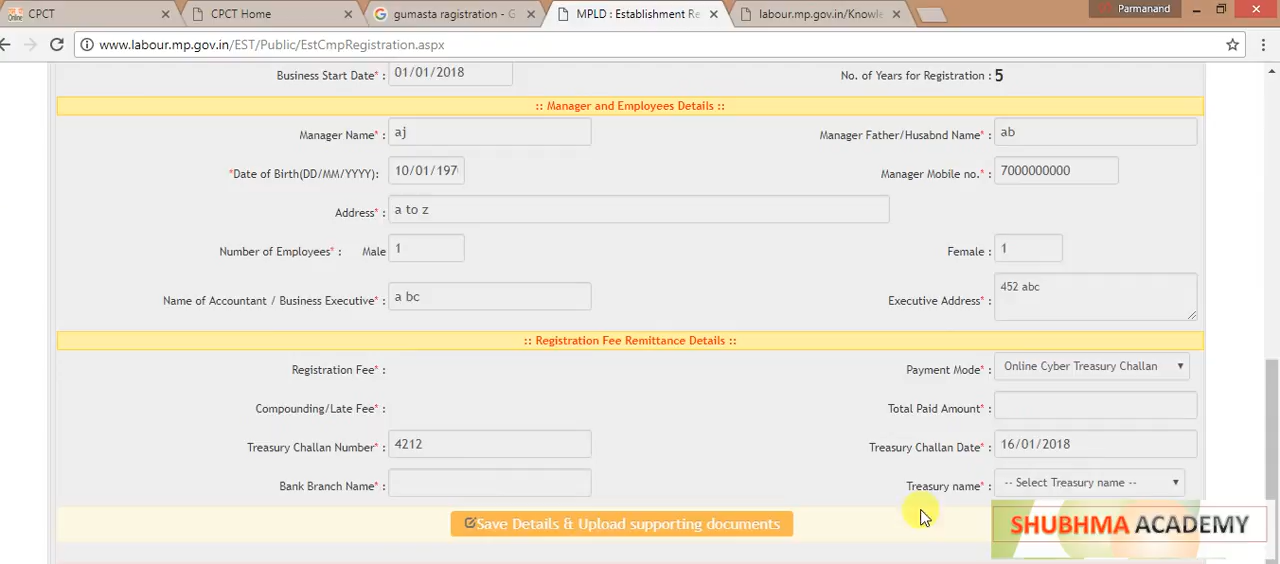 CPCT
CPCT Home
gumasta ragistration - G
MPLD : Establishment Re
labour.mp.gov.in/Knowle
Parmanand
www.labour.mp.gov.in/EST/Public/EstCmpRegistration.aspx
Business Start Date* : 01/01/2018 No. of Years for Registration : 5
:: Manager and Employees Details ::
Manager Name* : aj Manager Father/Husabnd Name* : ab
*Date of Birth(DD/MM/YYYY): 10/01/197 Manager Mobile no.* : 7000000000
Address* : a to z
Number of Employees* : Male 1 Female : 1
Name of Accountant / Business Executive* : a bc Executive Address* : 452 abc
:: Registration Fee Remittance Details ::
Registration Fee* : Payment Mode* : Online Cyber Treasury Challan
Compounding/Late Fee* : Total Paid Amount* :
Treasury Challan Number* : 4212 Treasury Challan Date* : 16/01/2018
Bank Branch Name* : Treasury name* : -- Select Treasury name --
Save Details & Upload supporting documents
SHUBHMA ACADEMY